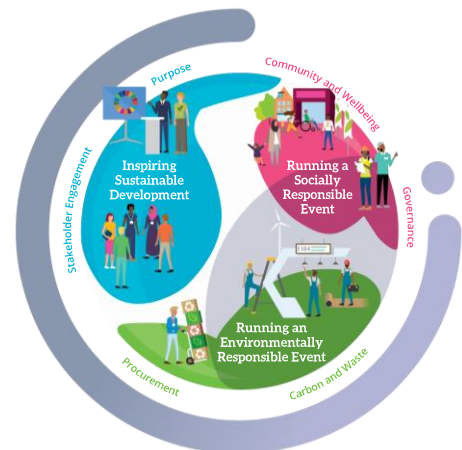 Purpose
Community and Wellbeing
Stakeholder Engagement
Governance
Inspiring
Sustainable
Development
Running a
Socially
Responsible
Event
Running an
Environmentally
Responsible Event
Procurement
Carbon and Waste